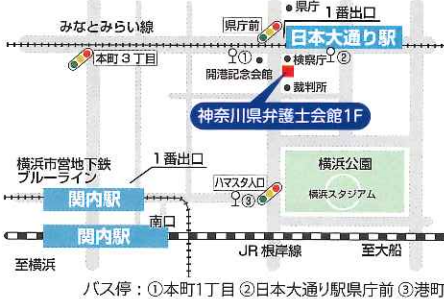 県庁
県庁前
1番出口
みなとみらい線
日本大通り駅
本町3丁目
①
開港記念会館
検察庁
②
裁判所
神奈川県弁護士会館1F
横浜市営地下鉄
ブルーライン
1番出口
関内駅
ハマスタ入口
③
横浜公園
横浜スタジアム
南口
関内駅
至横浜
JR根岸線
至大船
バス停：①本町1丁目 ②日本大通り駅県庁前 ③港町